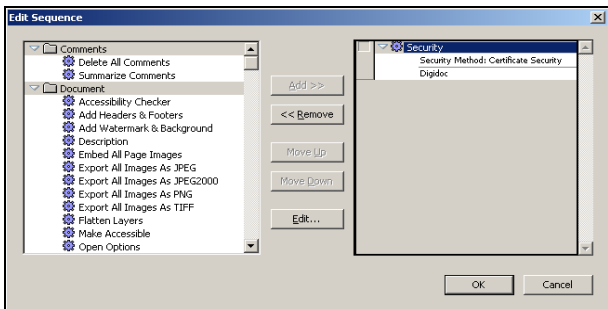 Edit Sequence
Comments
Delete All Comments
Summarize Comments
Document
Accessibility Checker
Add Headers & Footers
Add Watermark & Background
Description
Embed All Page Images
Export All Images As JPEG
Export All Images As JPEG2000
Export All Images As PNG
Export All Images As TIFF
Flatten Layers
Make Accessible
Open Options
Add >>
<< Remove
Move Up
Move Down
Edit...
Security
Security Method: Certificate Security
Digidoc
OK
Cancel